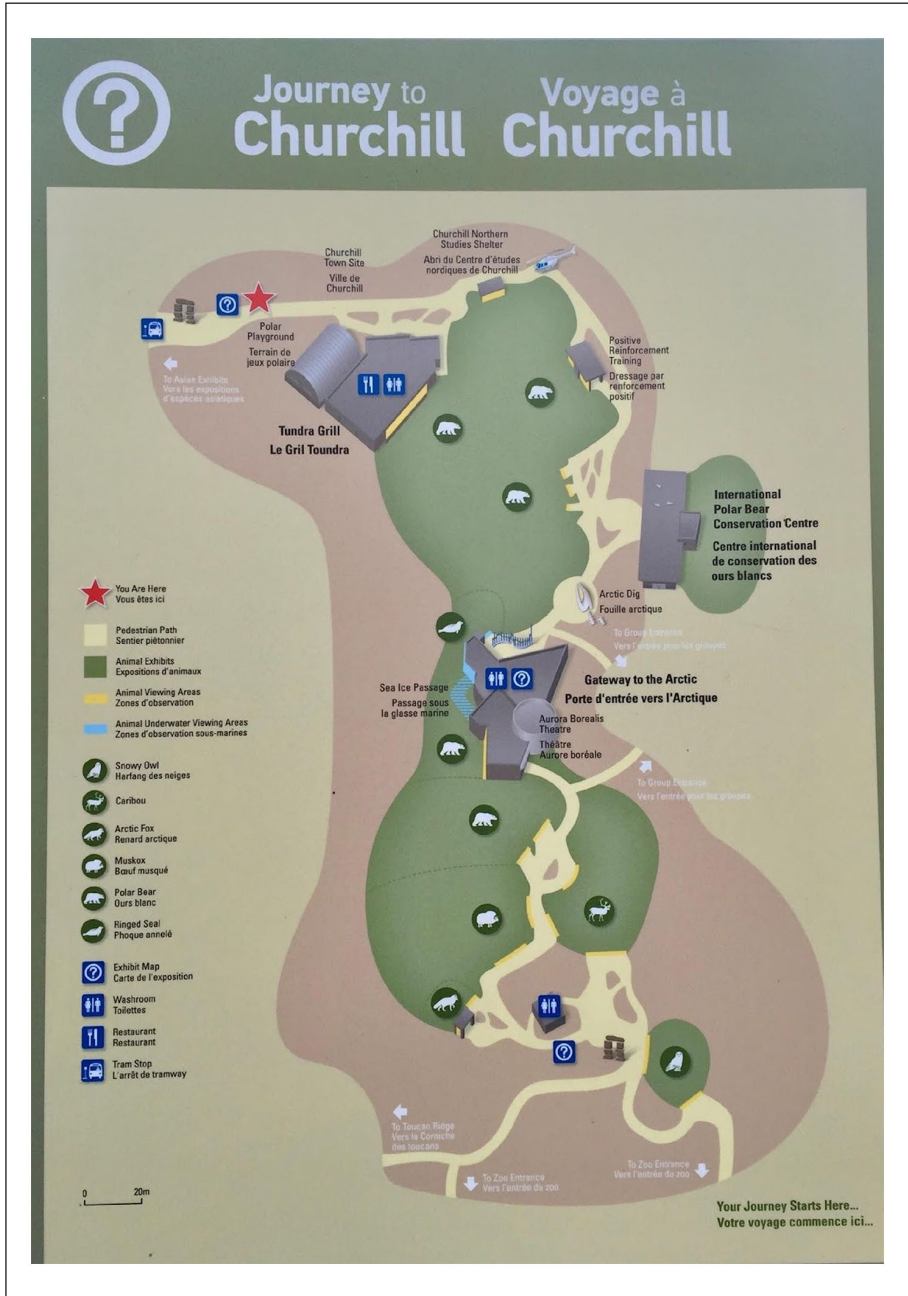 ?
Journey to
Churchill
Voyage à
Churchill
Churchill Northern
Studies Shelter
Abri du Centre d'études
nordiques de Churchill
Churchill
Town Site
Ville de
Churchill
?
Polar
Playground
Terrain de
jeux polaire
To Asian Exhibits
Vers les expositions
d'espèces asiatiques
Positive
Reinforcement
Training
Dressage par
renforcement
positif
Tundra Grill
Le Gril Toundra
International
Polar Bear
Conservation Centre
Centre international
de conservation des
ours blancs
Arctic Dig
Fouille arctique
To Group Entrance
Vers l'entrée pour les groupes
Gateway to the Arctic
Porte d'entrée vers l'Arctique
?
Sea Ice Passage
Passage sous
la glasse marine
Aurora Borealis
Theatre
Théâtre
Aurore boréale
To Group Entrance
Vers l'entrée pour les groupes
You Are Here
Vous êtes ici
Pedestrian Path
Sentier piétonnier
Animal Exhibits
Expositions d'animaux
Animal Viewing Areas
Zones d'observation
Animal Underwater Viewing Areas
Zones d'observation sous-marines
Snowy Owl
Harfang des neiges
Caribou
Arctic Fox
Renard arctique
Muskox
Bœuf musqué
Polar Bear
Ours blanc
Ringed Seal
Phoque annelé
?
Exhibit Map
Carte de l'exposition
Washroom
Toilettes
Restaurant
Restaurant
Tram Stop
L'arrêt de tramway
?
To Toucan Ridge
Vers la Corniche
des toucans
To Zoo Entrance
Vers l'entrée du zoo
To Zoo Entrance
Vers l'entrée du zoo
0 20m
Your Journey Starts Here...
Votre voyage commence ici...